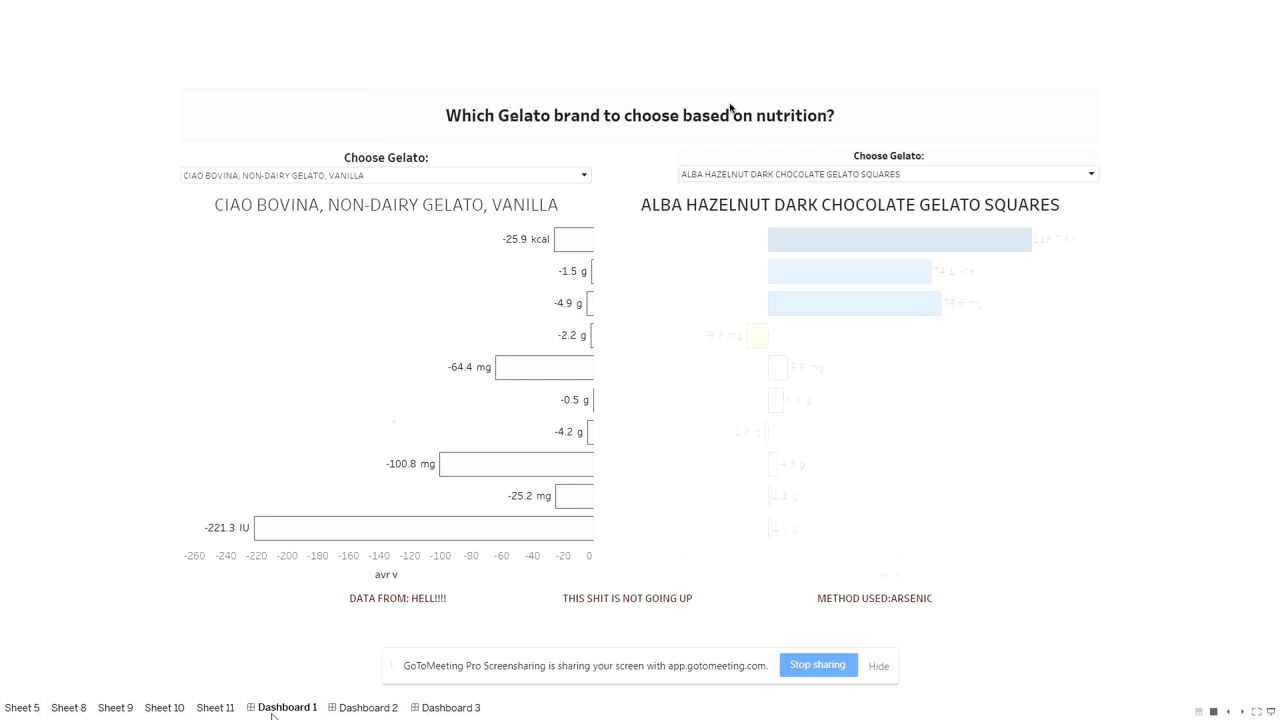 Which Gelato brand to choose based on nutrition?
Choose Gelato:
Choose Gelato:
CIAO BOVINA, NON-DAIRY GELATO, VANILLA
ALBA HAZELNUT DARK CHOCOLATE GELATO SQUARES
CIAO BOVINA, NON-DAIRY GELATO, VANILLA
ALBA HAZELNUT DARK CHOCOLATE GELATO SQUARES
-25.9 kcal
-1.5 g
-4.9 g
-2.2 g
-64.4 mg
-0.5 g
-4.2 g
-100.8 mg
-25.2 mg
-221.3 IU
-260 -240 -220 -200 -180 -160 -140 -120 -100 -80 -60 -40 -20 0
avr v
DATA FROM: HELL!!!! THIS SHIT IS NOT GOING UP METHOD USED:ARSENIC
GoToMeeting Pro Screensharing is sharing your screen with app.gotomeeting.com. Stop sharing Hide
Sheet 5 Sheet 8 Sheet 9 Sheet 10 Sheet 11 Dashboard 1 Dashboard 2 Dashboard 3